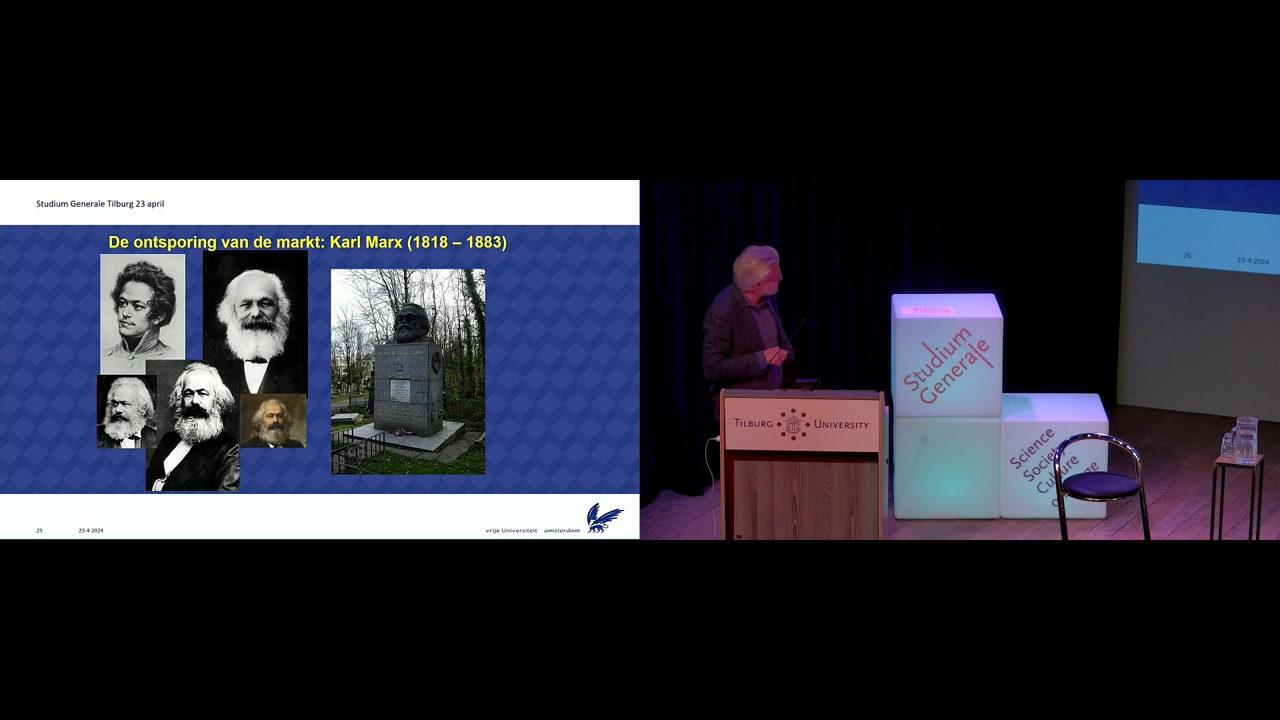 Studium Generale Tilburg 23 april
De ontsporing van de markt: Karl Marx (1818 – 1883)
25
23-4-2024
vrije Universiteit amsterdam
25
23-4-2024
Studium
Generale
TILBURG UNIVERSITY
Science
Society